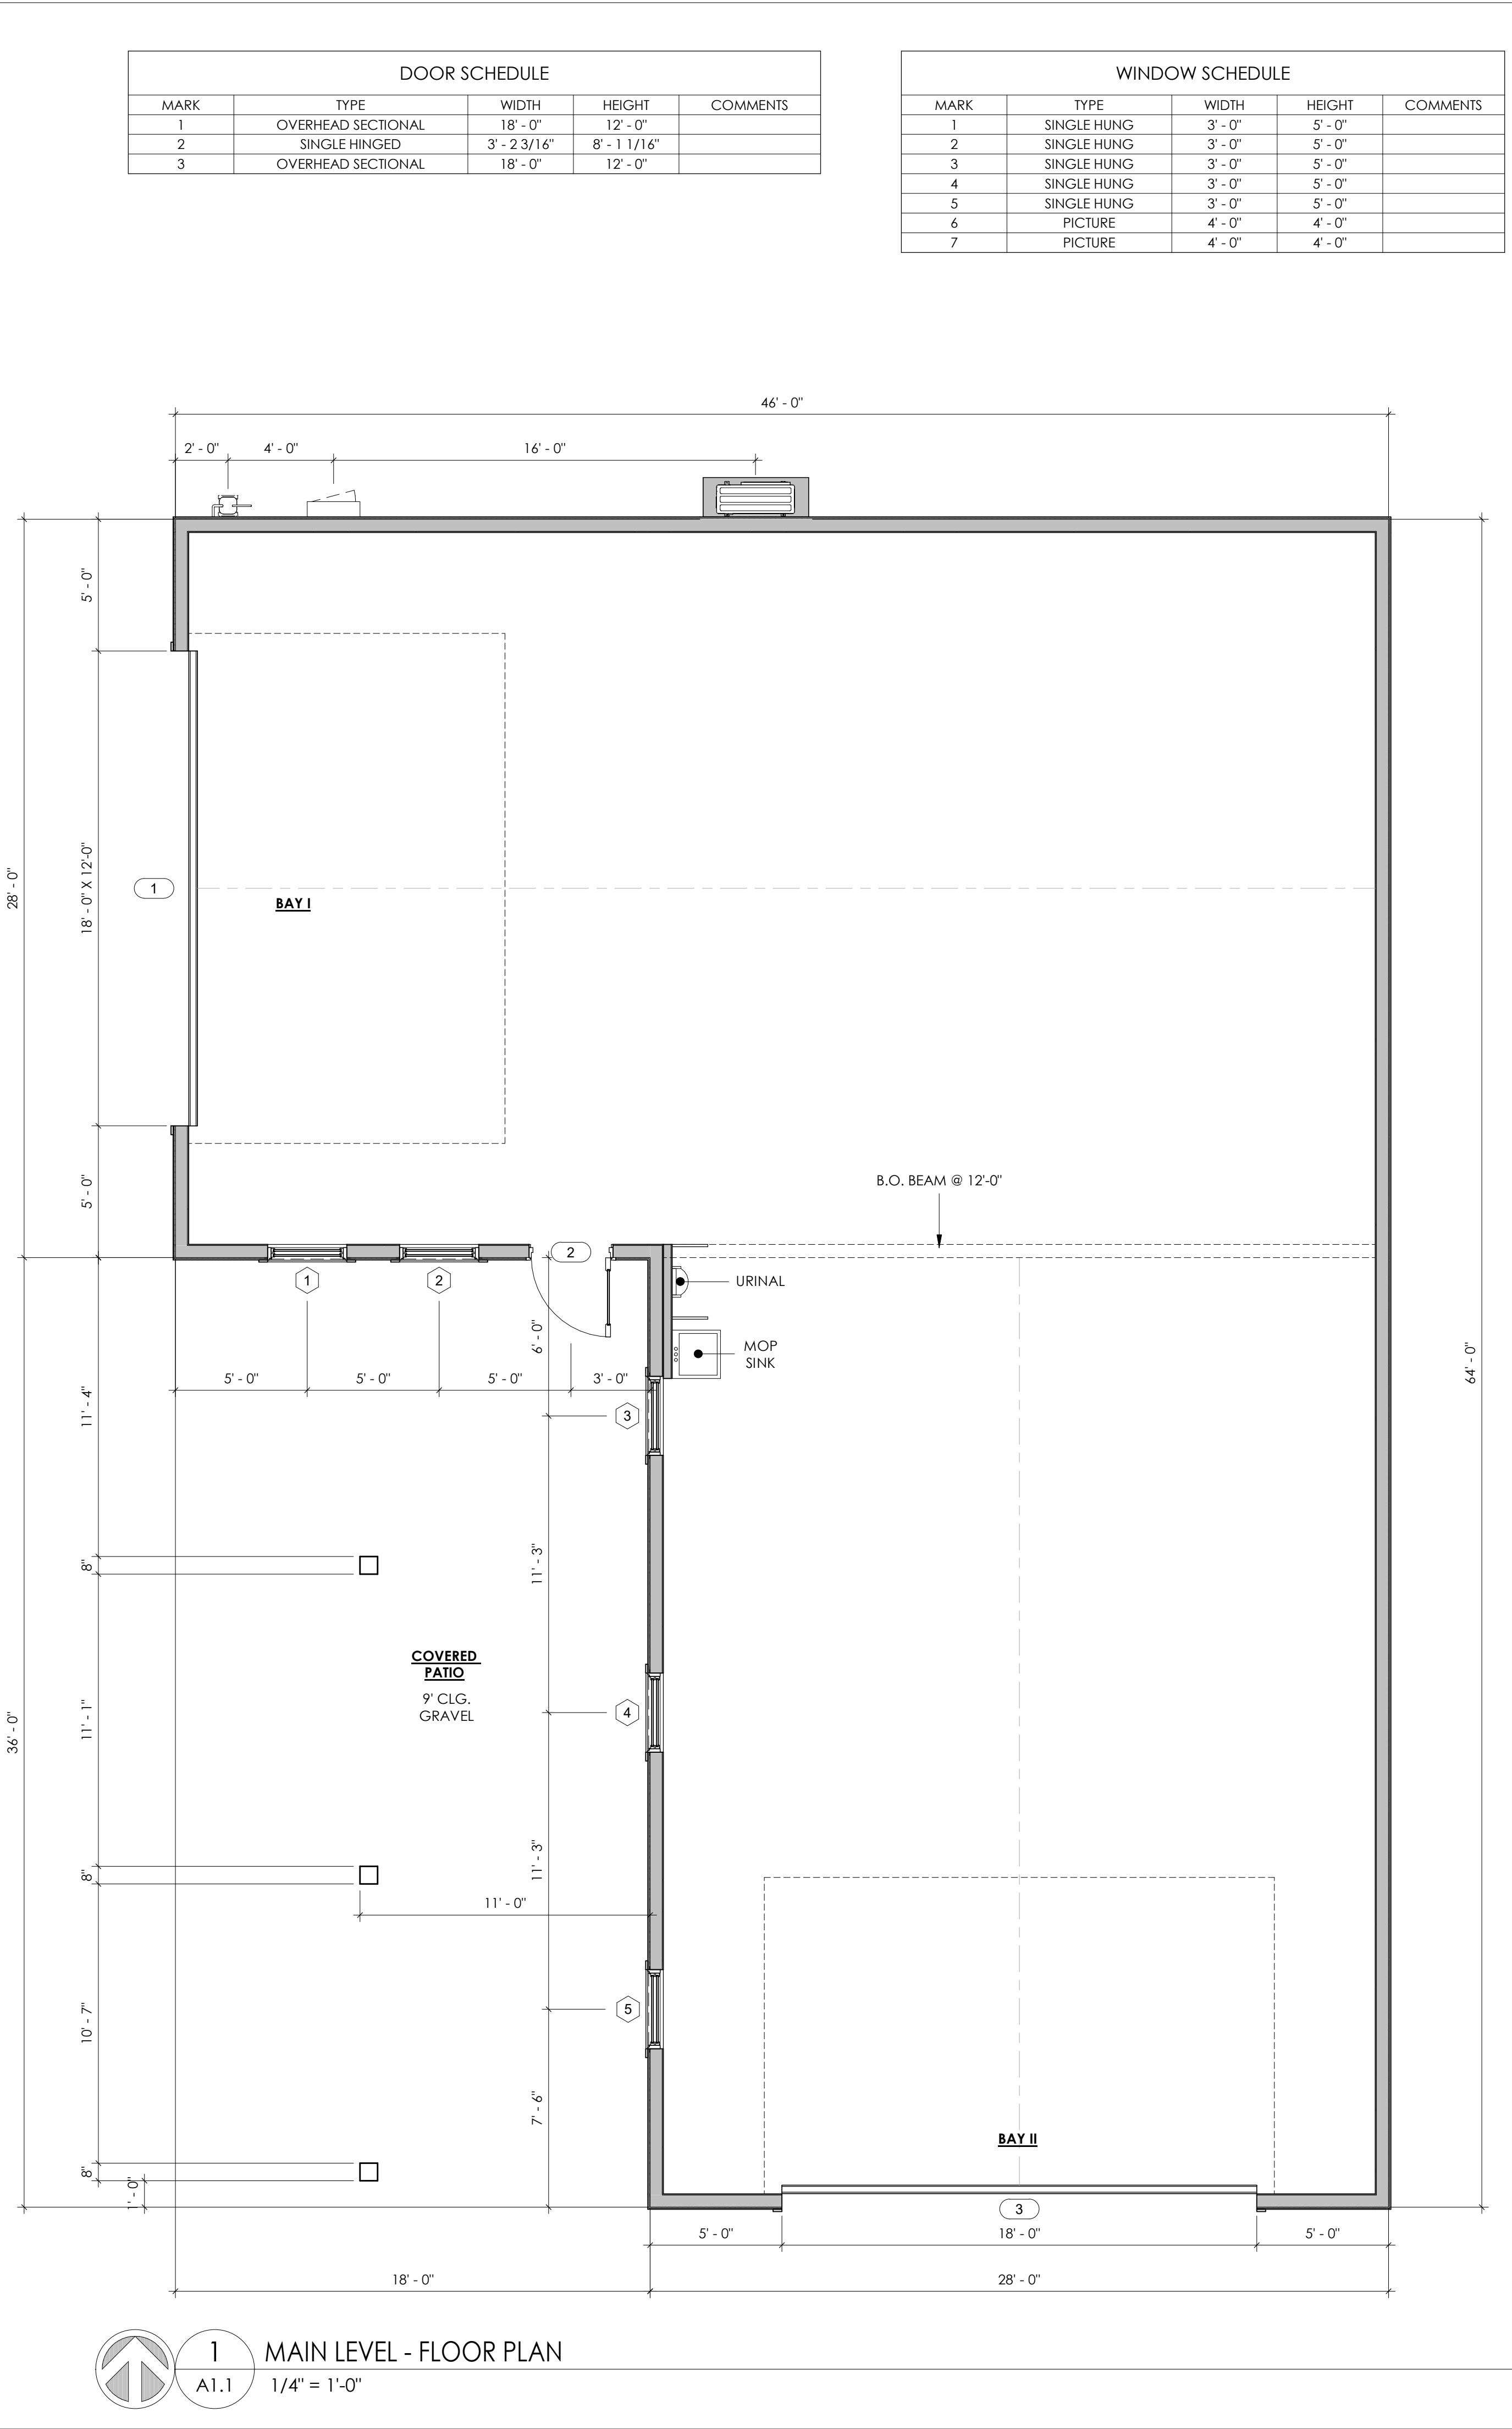 DOOR SCHEDULE
MARK TYPE WIDTH HEIGHT COMMENTS
1 OVERHEAD SECTIONAL 18' - 0" 12' - 0"
2 SINGLE HINGED 3' - 2 3/16" 8' - 1 1/16"
3 OVERHEAD SECTIONAL 18' - 0" 12' - 0"
WINDOW SCHEDULE
MARK TYPE WIDTH HEIGHT COMMENTS
1 SINGLE HUNG 3' - 0" 5' - 0"
2 SINGLE HUNG 3' - 0" 5' - 0"
3 SINGLE HUNG 3' - 0" 5' - 0"
4 SINGLE HUNG 3' - 0" 5' - 0"
5 SINGLE HUNG 3' - 0" 5' - 0"
6 PICTURE 4' - 0" 4' - 0"
7 PICTURE 4' - 0" 4' - 0"
46' - 0"
2' - 0" 4' - 0" 16' - 0"
5' - 0"
28' - 0"
18' - 0" X 12'-0"
1
BAY I
5' - 0"
B.O. BEAM @ 12'-0"
2
1
2
URINAL
6' - 0"
MOP
SINK
64' - 0"
5' - 0" 5' - 0" 5' - 0" 3' - 0"
11' - 4"
3
8"
11' - 3"
COVERED
PATIO
9' CLG.
GRAVEL
4
11' - 1"
36' - 0"
11' - 3"
8"
11' - 0"
5
10' - 7"
7' - 6"
BAY II
8"
1' - 0"
3
5' - 0" 18' - 0" 5' - 0"
18' - 0" 28' - 0"
1
A1.1
MAIN LEVEL - FLOOR PLAN
1/4" = 1'-0"